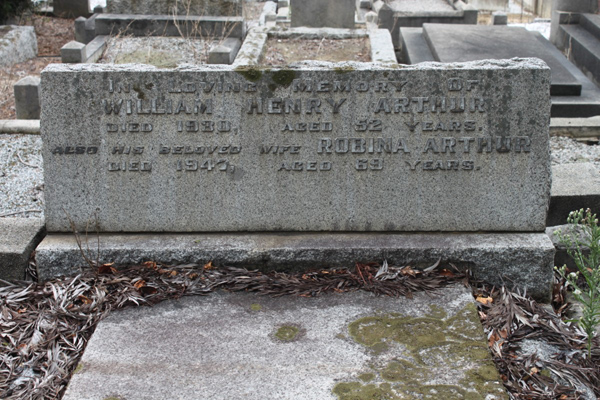 IN LOVING MEMORY OF
WILLIAM HENRY ARTHUR
DIED 1930, AGED 52 YEARS.
ALSO HIS BELOVED WIFE ROBINA ARTHUR
DIED 1947, AGED 69 YEARS.